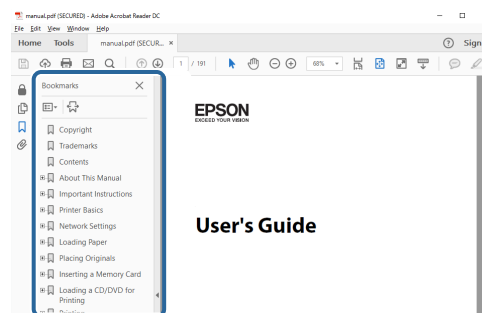 manual.pdf (SECURED) - Adobe Acrobat Reader DC
File Edit View Window Help
Home Tools manual.pdf (SECUR... × Sign
1 / 191 68%
Bookmarks
EPSON
EXCEED YOUR VISION
Copyright
Trademarks
Contents
About This Manual
Important Instructions
Printer Basics
Network Settings
User's Guide
Loading Paper
Placing Originals
Inserting a Memory Card
Loading a CD/DVD for
Printing
Printing